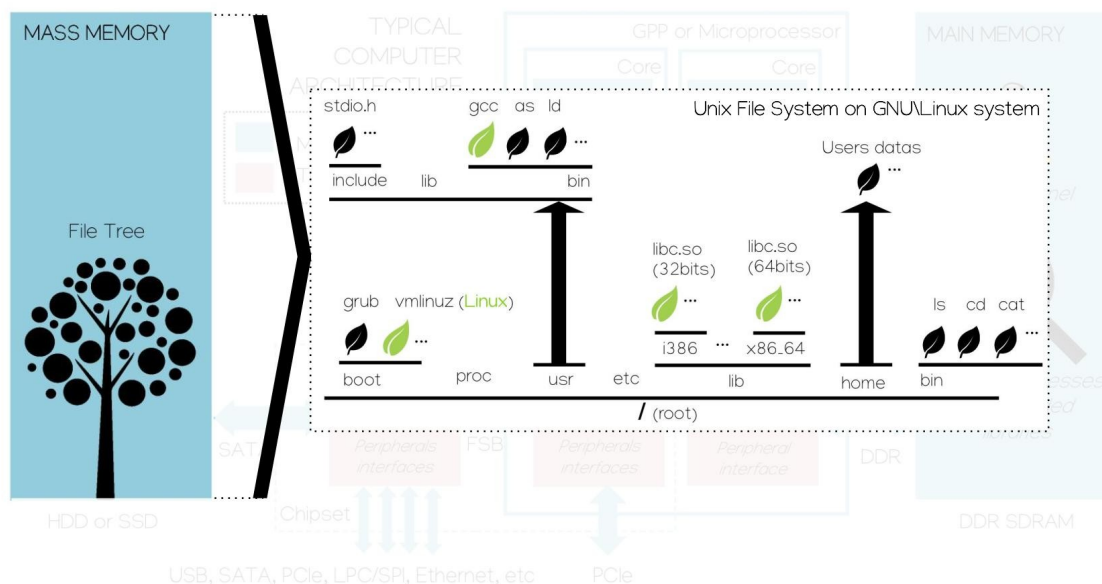 MASS MEMORY
File Tree
HDD or SSD
TYPICAL
COMPUTER
ARCHITECTURE
GPP or Microprocessor
Core
Core
MAIN MEMORY
Unix File System on GNU\Linux system
stdio.h
gcc as ld
... ...
include lib bin
Users datas
...
libc.so
(32bits)
libc.so
(64bits)
grub vmlinuz (Linux)
...
... ...
ls cd cat
...
i386 ... x86_64
boot proc usr etc lib home bin
/ (root)
SATA
Peripherals
interfaces
FSB
Peripherals
interfaces
Peripheral
interface
DDR
libraries
Chipset
DDR SDRAM
USB, SATA, PCIe, LPC/SPI, Ethernet, etc
PCIe